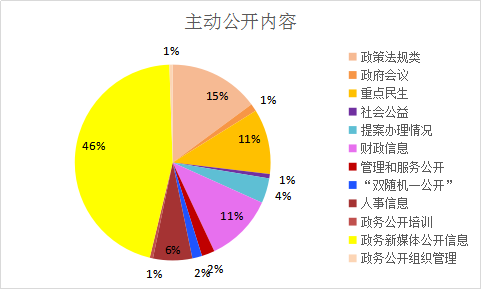 主动公开内容
1%
15%
1%
11%
1%
4%
11%
2%
2%
6%
1%
46%
政策法规类
政府会议
重点民生
社会公益
提案办理情况
财政信息
管理和服务公开
“双随机一公开”
人事信息
政务公开培训
政务新媒体公开信息
政务公开组织管理